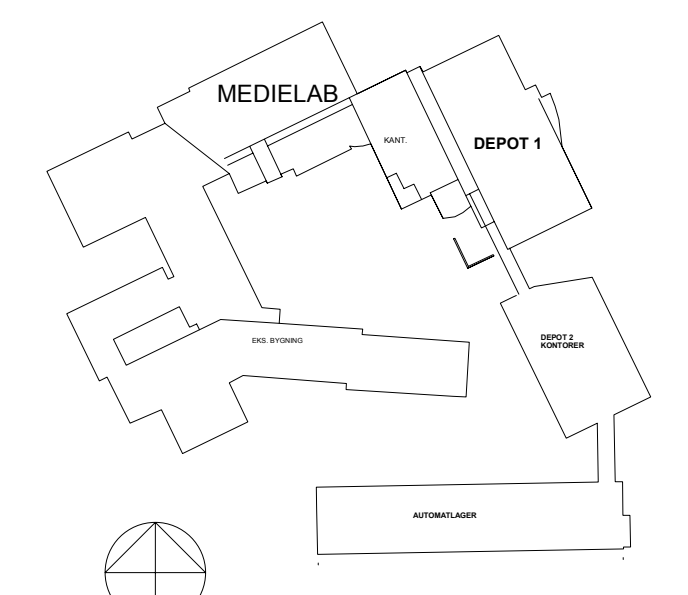 MEDIELAB
KANT.
DEPOT 1
EKS. BYGNING
DEPOT 2
KONTORER
AUTOMATLAGER